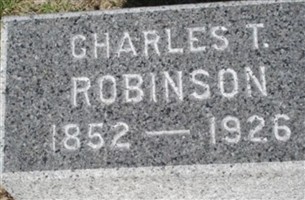 CHARLES T.
ROBINSON
1852 — 1926